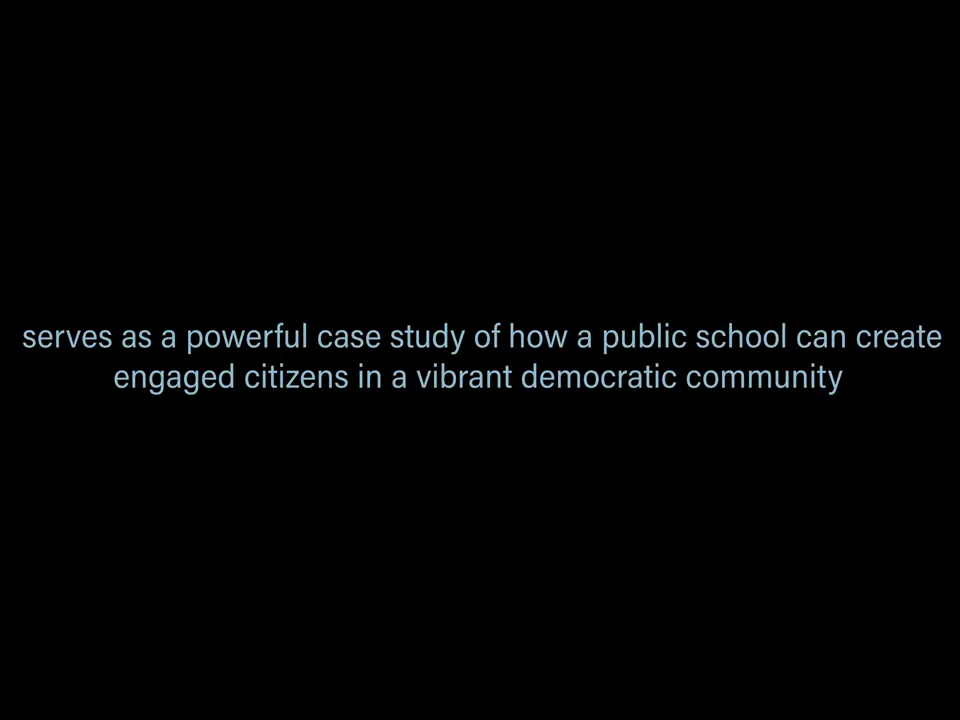 serves as a powerful case study of how a public school can create
engaged citizens in a vibrant democratic community